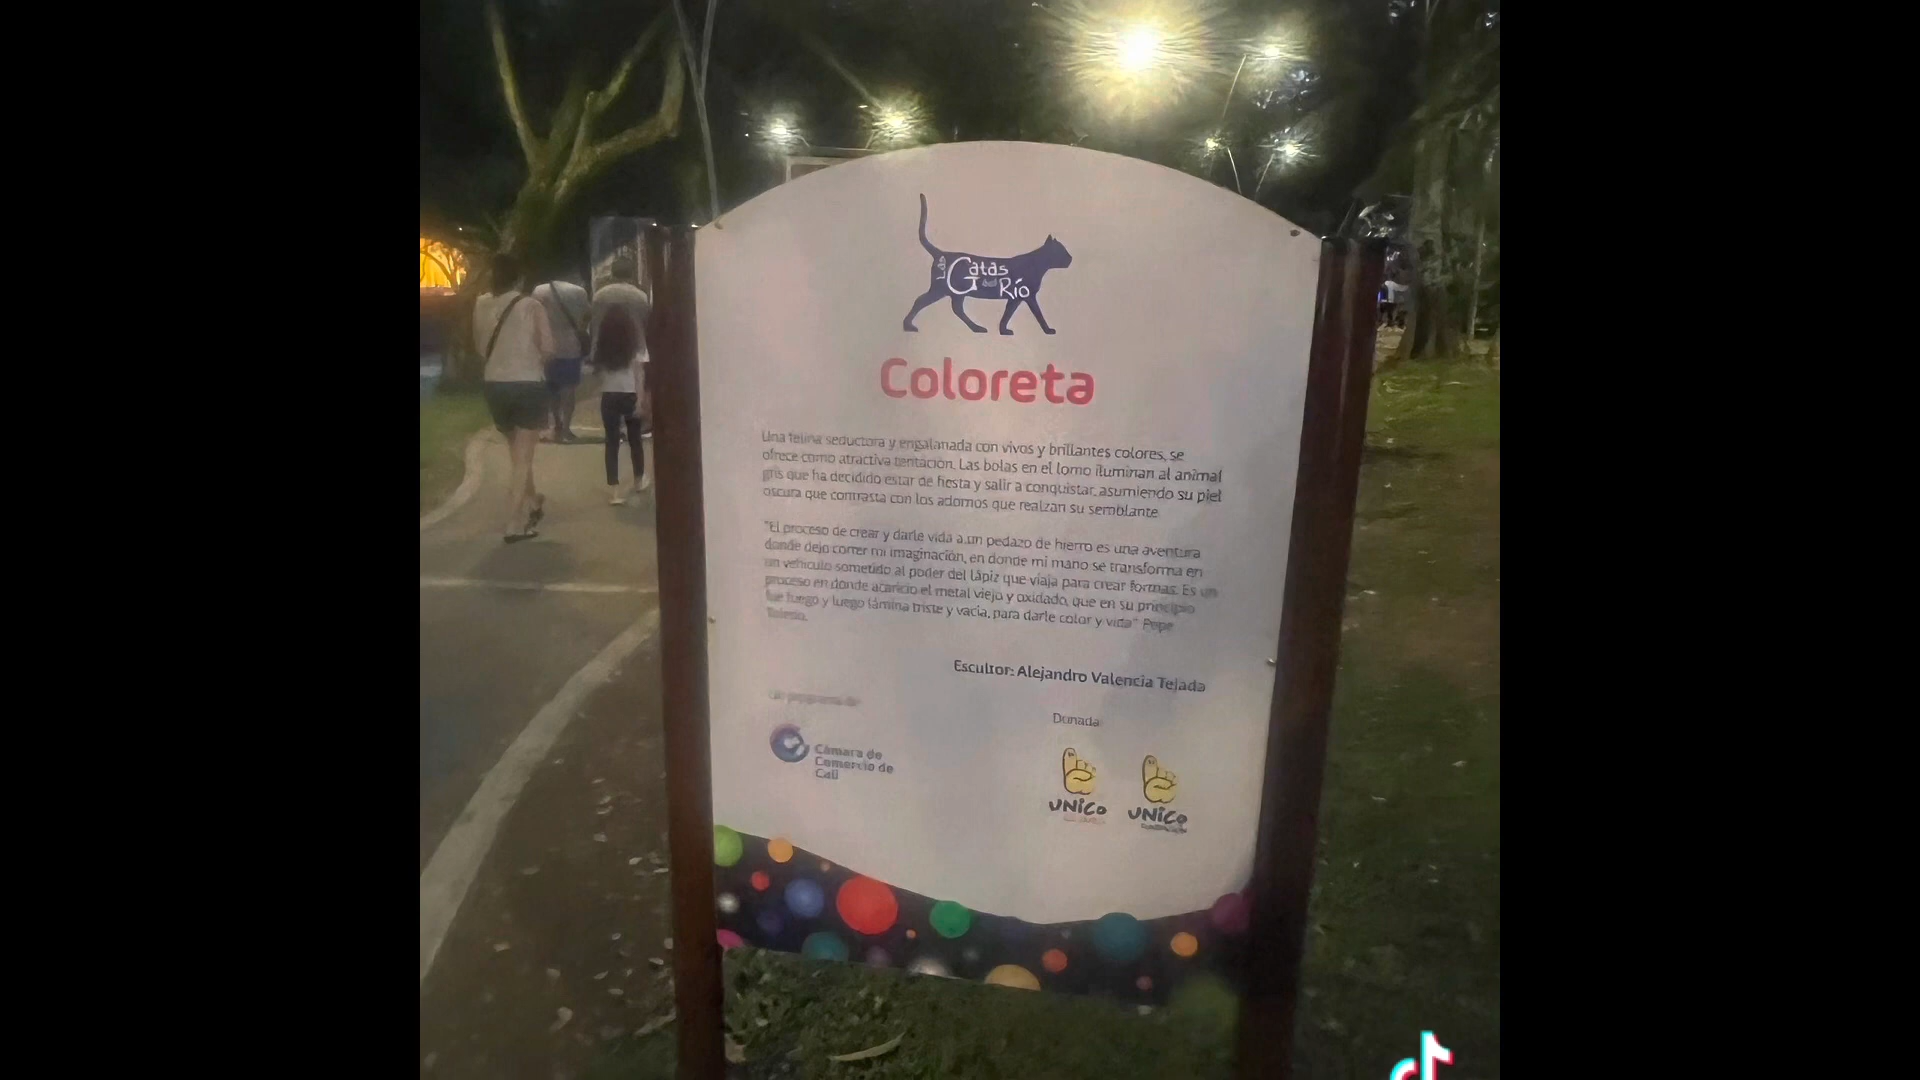 Las Gatas del Río
Coloreta
Una felina seductora y engalanada con vivos y brillantes colores, se
ofrece como atractiva tentación. Las bolas en el lomo iluminan al animal
gris que ha decidido estar de fiesta y salir a conquistar, asumiendo su piel
oscura que contrasta con los adornos que realzan su semblante.
"El proceso de crear y darle vida a un pedazo de hierro es una aventura
donde dejo correr mi imaginación, en donde mi mano se transforma en
un vehículo sometido al poder del lápiz que viaja para crear formas. Es un
proceso en donde acaricio el metal viejo y oxidado, que en su principio
fue fuego y luego lámina triste y vacía, para darle color y vida" Pepe
Escultor: Alejandro Valencia Tejada
Un programa de:
Donada
Cámara de
Comercio de
Cali
UNICO
UNICO